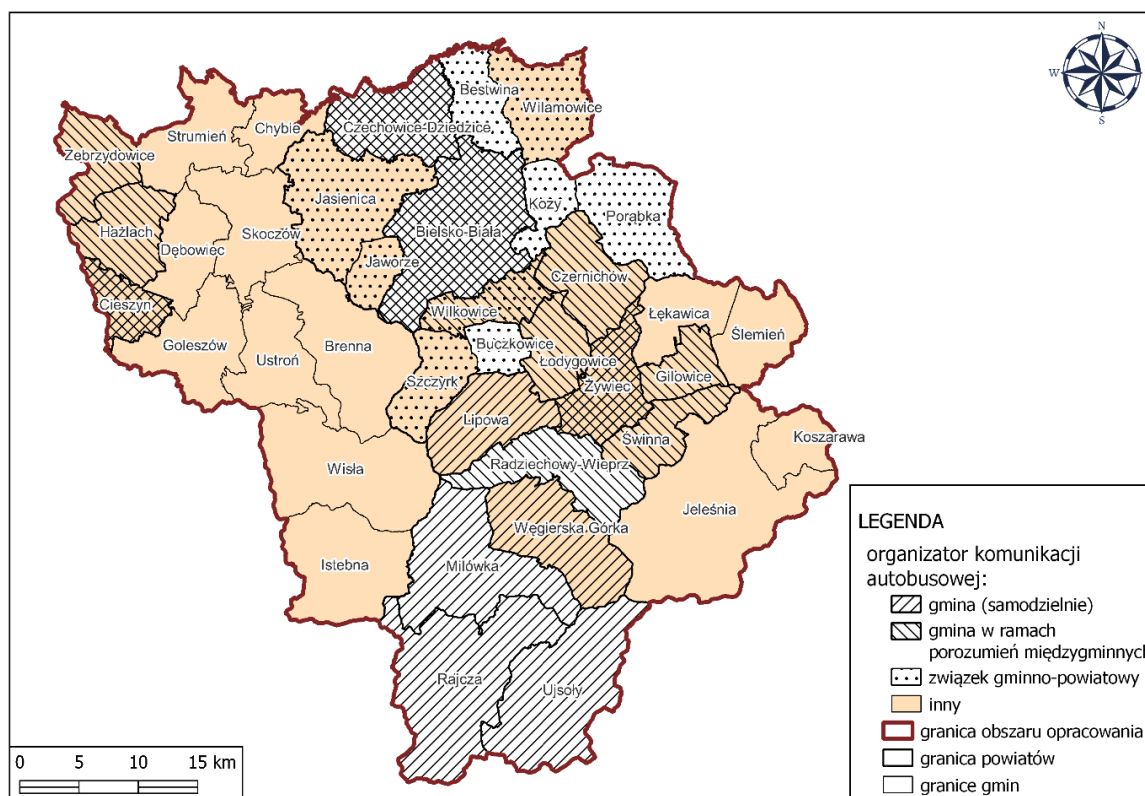 N
W
E
S
Bestwina
Wilamowice
Strumień
Chybie
Czechowice-Dziedzice
Zebrzydowice
Jasienica
Kozy
Porąbka
Hażlach
Skoczów
Bielsko-Biała
Dębowiec
Jaworze
Czernichów
Cieszyn
Wilkowice
Łękawica
Ślemień
Goleszów
Ustroń
Brenna
Buczkowice
Łodygowice
Szczyrk
Żywiec
Gilowice
Lipowa
Świnna
Koszarawa
Wisła
Radziechowy-Wieprz
Jeleśnia
Węgierska Górka
Istebna
Milówka
Rajcza
Ujsoły
LEGENDA
organizator komunikacji
autobusowej:
gmina (samodzielnie)
gmina w ramach
porozumień międzygminnych
związek gminno-powiatowy
inny
granica obszaru opracowania
granica powiatów
granice gmin
0 5 10 15 km